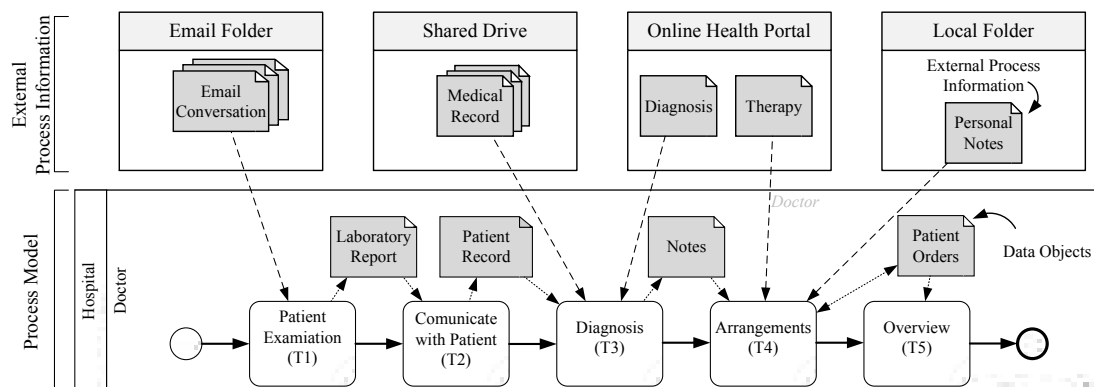 External
Process Information
Email Folder
Email
Conversation
Shared Drive
Medical
Record
Online Health Portal
Diagnosis
Therapy
Local Folder
External Process
Information
Personal
Notes
Process Model
Hospital
Doctor
Doctor
Laboratory
Report
Patient
Record
Notes
Patient
Orders
Data Objects
Patient
Examiation
(T1)
Comunicate
with Patient
(T2)
Diagnosis
(T3)
Arrangements
(T4)
Overview
(T5)